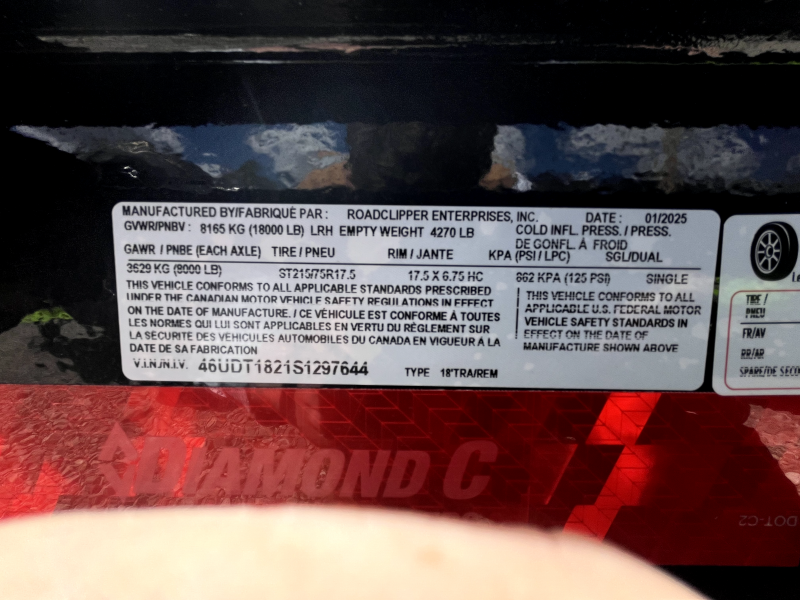 MANUFACTURED BY/FABRIQUÉ PAR : ROADCLIPPER ENTERPRISES, INC. DATE : 01/2025
GVWR/PNBV : 8165 KG (18000 LB) LRH EMPTY WEIGHT 4270 LB COLD INFL. PRESS. / PRESS.
DE GONFL. À FROID
GAWR / PNBE (EACH AXLE) TIRE / PNEU RIM / JANTE KPA (PSI / LPC) SGL/DUAL
3629 KG (8000 LB) ST215/75R17.5 17.5 X 6.75 HC 862 KPA (125 PSI) SINGLE
THIS VEHICLE CONFORMS TO ALL APPLICABLE STANDARDS PRESCRIBED
UNDER THE CANADIAN MOTOR VEHICLE SAFETY REGULATIONS IN EFFECT
ON THE DATE OF MANUFACTURE. / CE VÉHICULE EST CONFORME À TOUTES
LES NORMES QUI LUI SONT APPLICABLES EN VERTU DU RÈGLEMENT SUR
LA SÉCURITÉ DES VÉHICULES AUTOMOBILES DU CANADA EN VIGUEUR À LA
DATE DE SA FABRICATION
THIS VEHICLE CONFORMS TO ALL
APPLICABLE U.S. FEDERAL MOTOR
VEHICLE SAFETY STANDARDS IN
EFFECT ON THE DATE OF
MANUFACTURE SHOWN ABOVE
V.I.N./N.I.V. 46UDT1821S1297644 TYPE 18'TRA/REM
TIRE /
PNEU
FR/AV
RR/AR
SPARE/DE SECO
DIAMOND C
DOT-C2